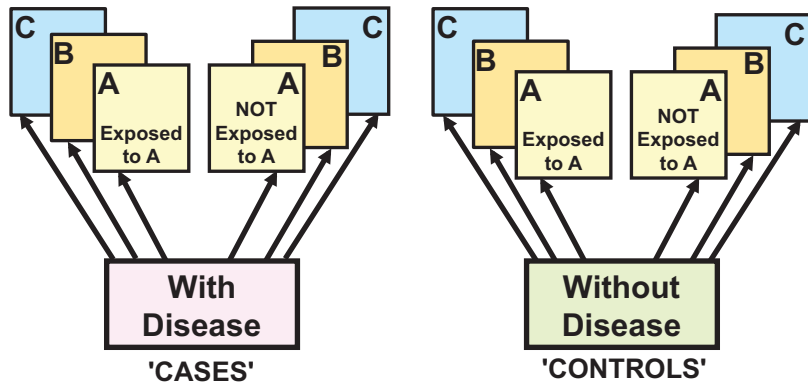 C
B
A
Exposed
to A
C
B
A
NOT
Exposed
to A
With
Disease
'CASES'
C
B
A
Exposed
to A
C
B
A
NOT
Exposed
to A
Without
Disease
'CONTROLS'